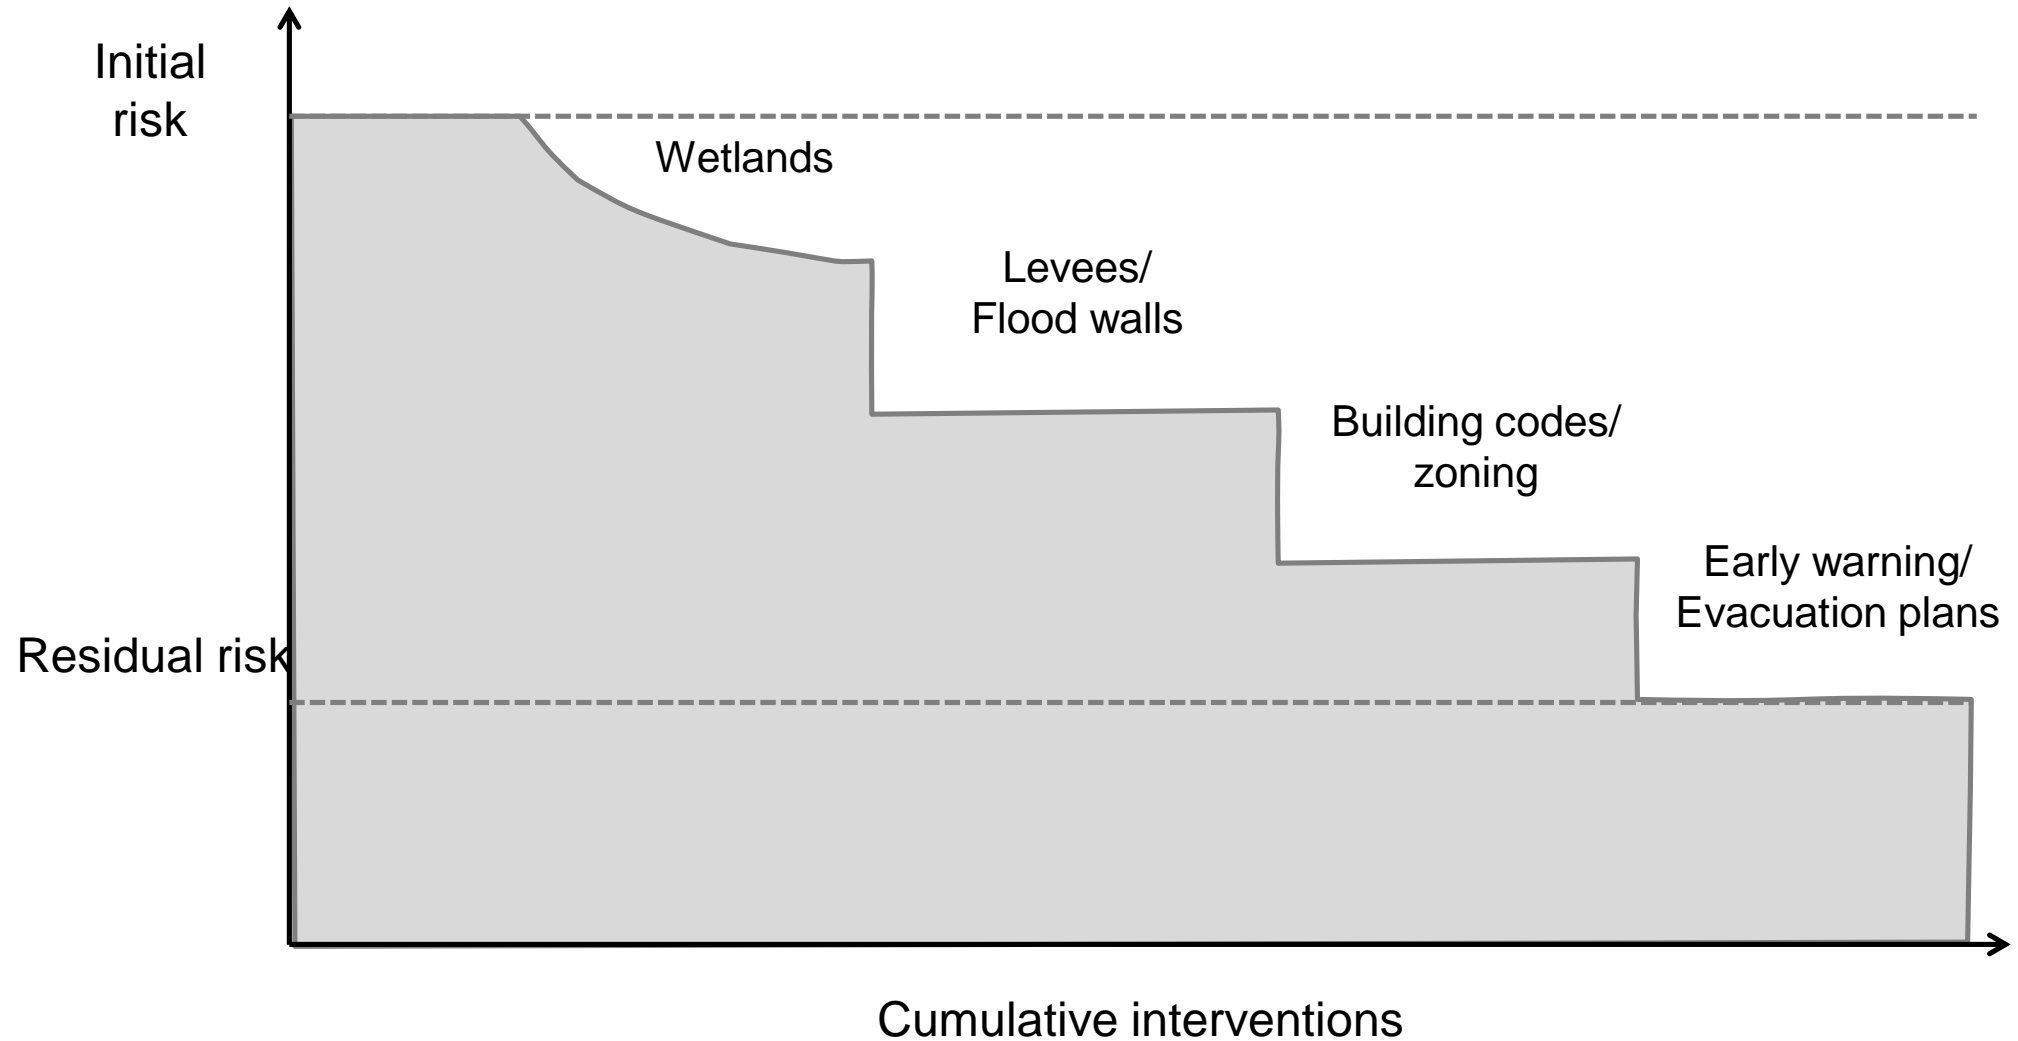 Initial
risk
Wetlands
Levees/
Flood walls
Building codes/
zoning
Early warning/
Evacuation plans
Residual risk
Cumulative interventions